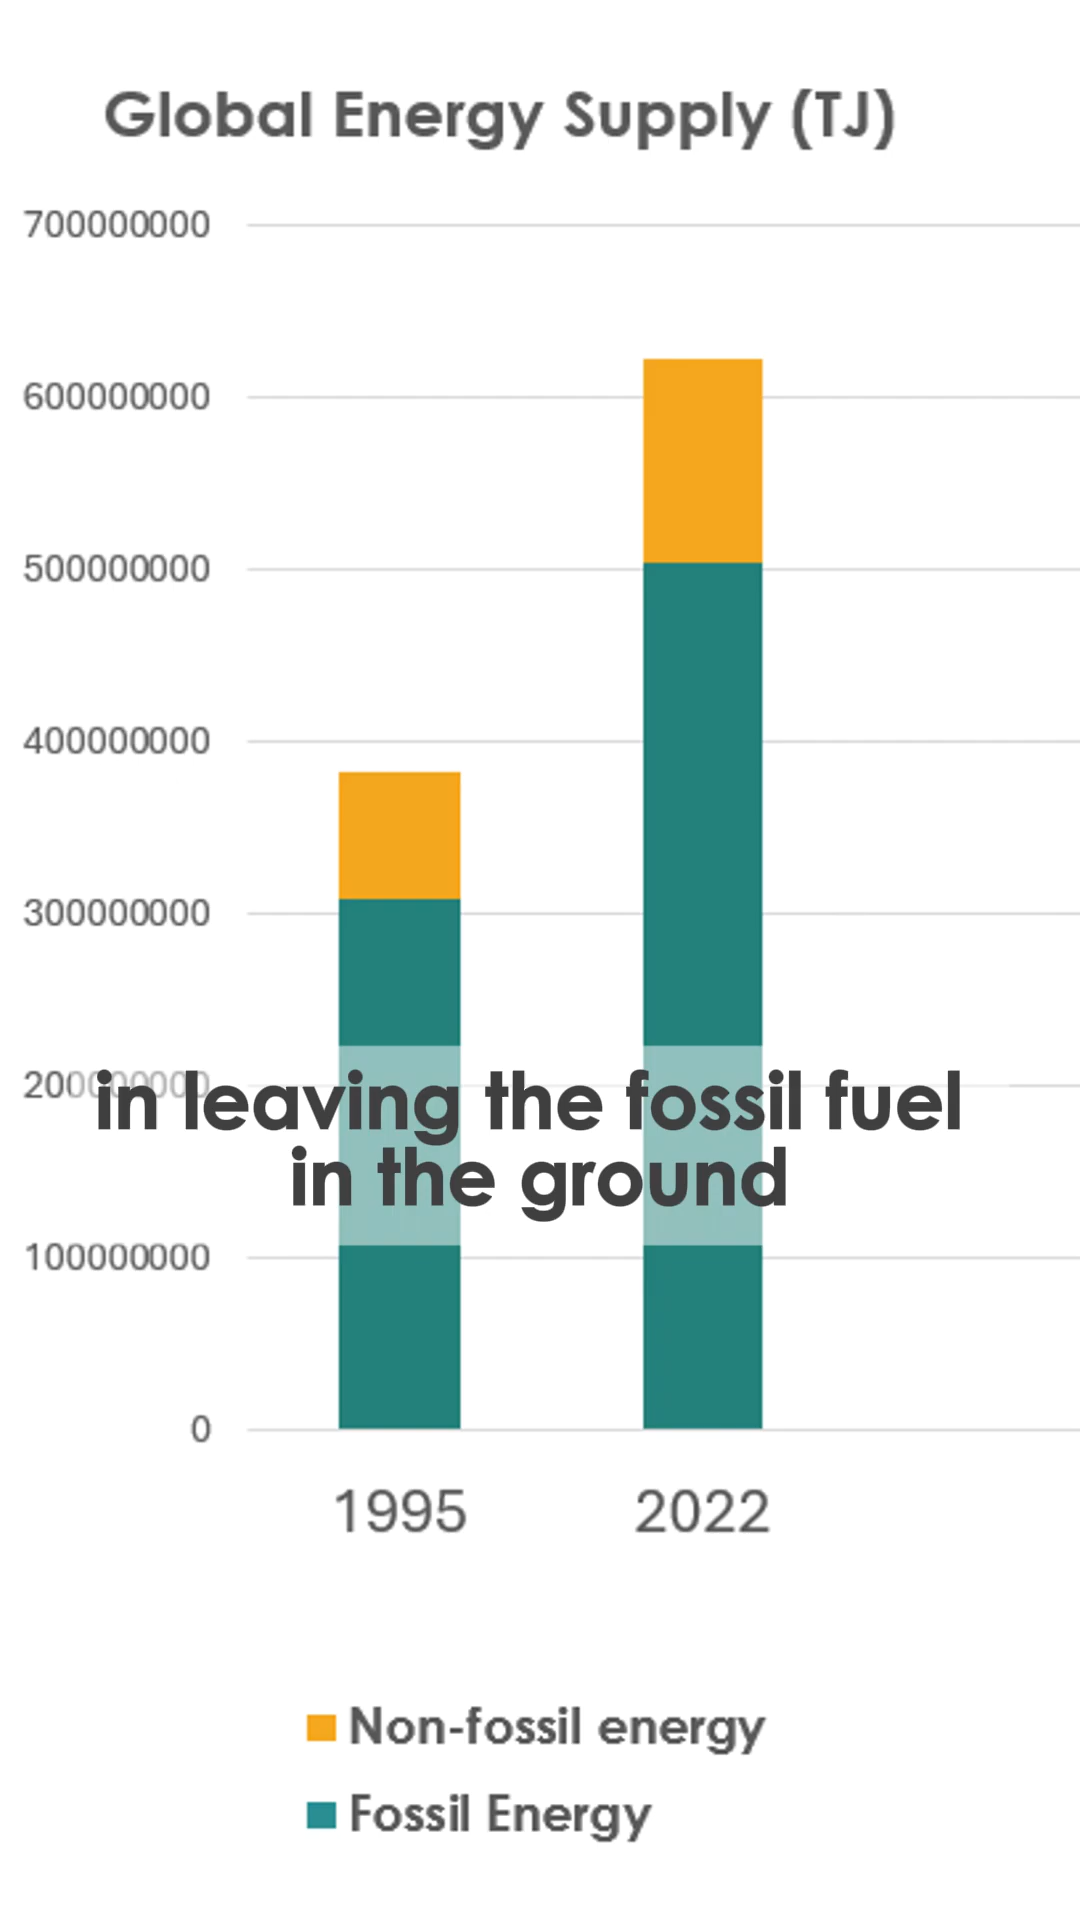 Global Energy Supply (TJ)
700000000
600000000
500000000
400000000
300000000
200000000
in leaving the fossil fuel
in the ground
100000000
0
1995 2022
Non-fossil energy
Fossil Energy